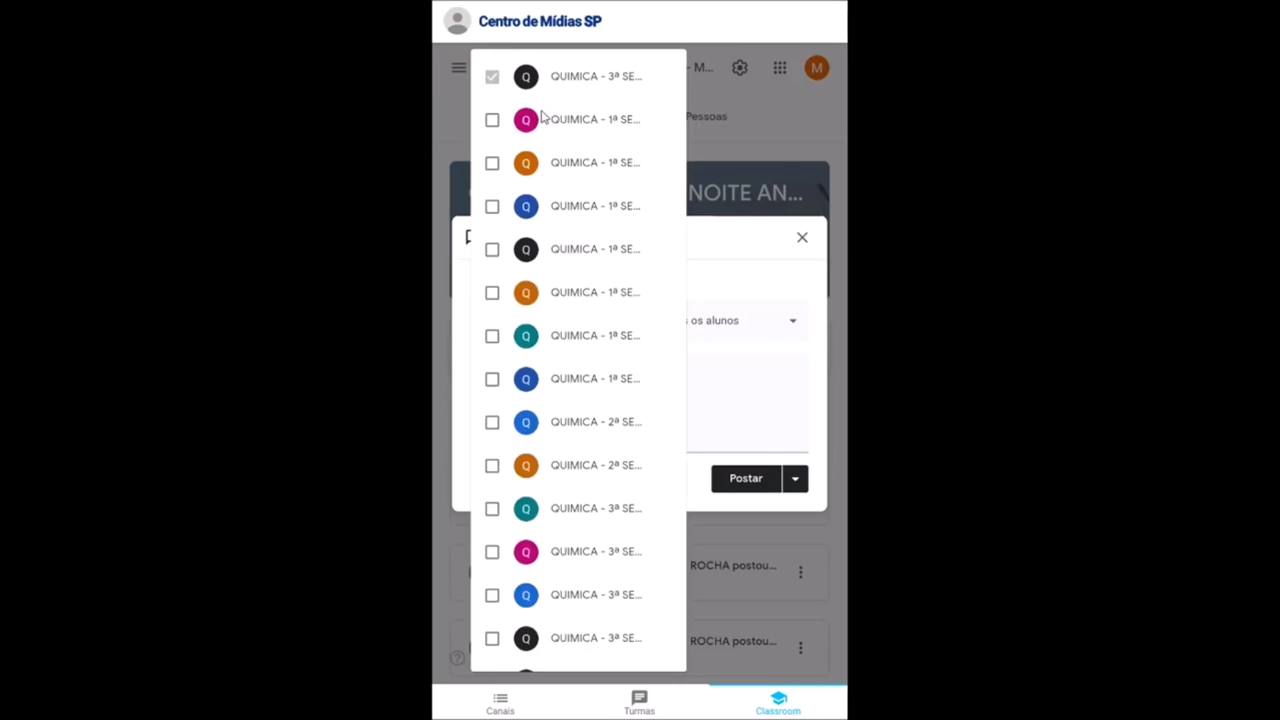 Centro de Mídias SP
- M...
M
Pessoas
NOITE AN...
Q QUIMICA - 3ª SE...
Q QUIMICA - 1ª SE...
Q QUIMICA - 1ª SE...
Q QUIMICA - 1ª SE...
Q QUIMICA - 1ª SE...
Q QUIMICA - 1ª SE...
Q QUIMICA - 1ª SE...
Q QUIMICA - 1ª SE...
Q QUIMICA - 2ª SE...
Q QUIMICA - 2ª SE...
Q QUIMICA - 3ª SE...
Q QUIMICA - 3ª SE...
Q QUIMICA - 3ª SE...
Q QUIMICA - 3ª SE...
os alunos
Postar
ROCHA postou...
ROCHA postou...
Canais
Turmas
Classroom